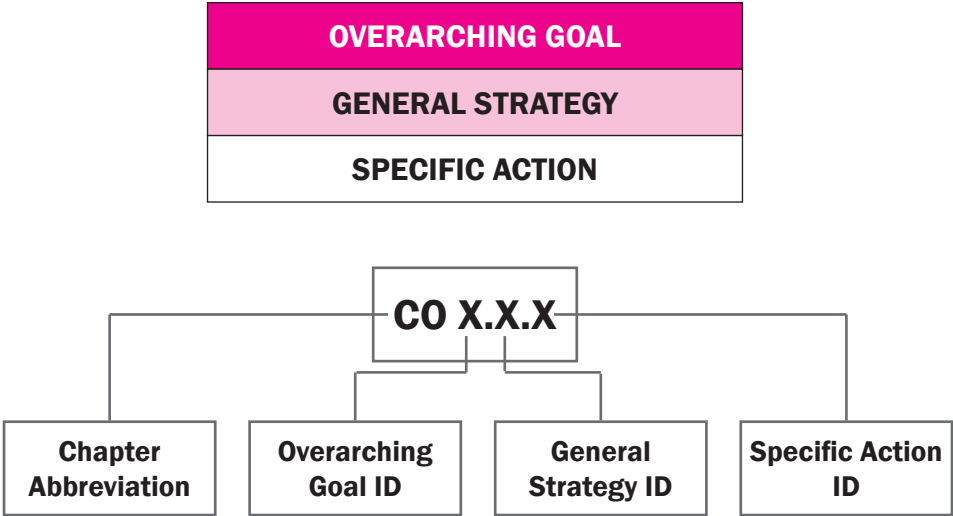 OVERARCHING GOAL
GENERAL STRATEGY
SPECIFIC ACTION
CO X.X.X
Chapter
Abbreviation
Overarching
Goal ID
General
Strategy ID
Specific Action
ID